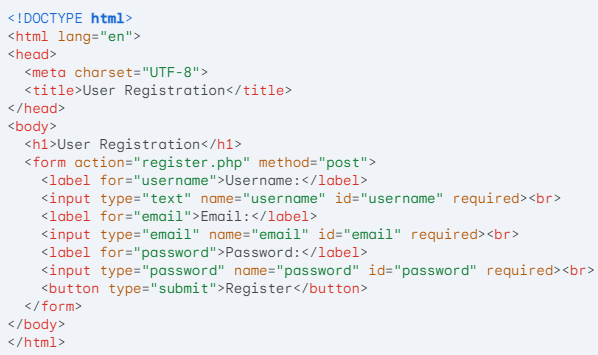 <!DOCTYPE html>
<html lang="en">
<head>
  <meta charset="UTF-8">
  <title>User Registration</title>
</head>
<body>
  <h1>User Registration</h1>
  <form action="register.php" method="post">
    <label for="username">Username:</label>
    <input type="text" name="username" id="username" required><br>
    <label for="email">Email:</label>
    <input type="email" name="email" id="email" required><br>
    <label for="password">Password:</label>
    <input type="password" name="password" id="password" required><br>
    <button type="submit">Register</button>
  </form>
</body>
</html>